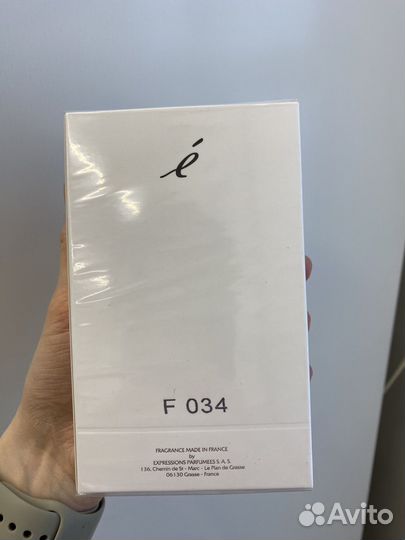 é
F 034
FRAGRANCE MADE IN FRANCE
by
EXPRESSIONS PARFUMEES S. A. S.
136, Chemin de St - Marc - Le Plan de Grasse
06130 Grasse - France
Avito